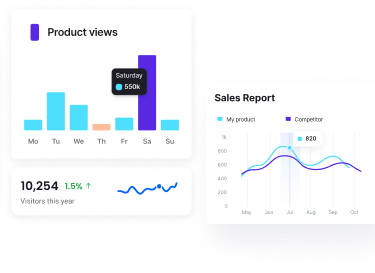 Product views
Saturday
550k
Mo Tu We Th Fr Sa Su
10,254 1.5% ↑
Visitors this year
Sales Report
My product Competitor
820
1k
800
600
400
200
0
May Jun Jul Aug Sep Oct